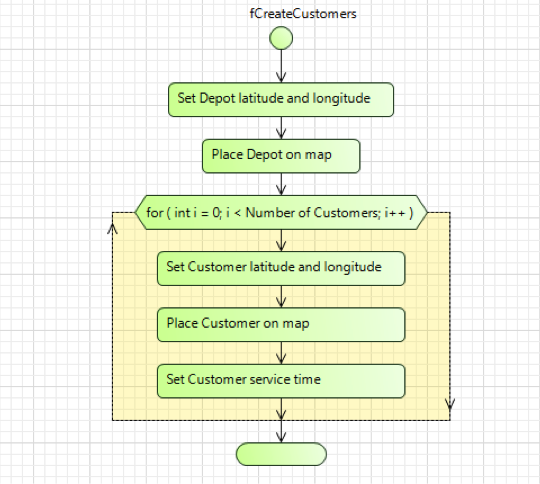 fCreateCustomers
Set Depot latitude and longitude
Place Depot on map
for ( int i = 0; i < Number of Customers; i++ )
Set Customer latitude and longitude
Place Customer on map
Set Customer service time